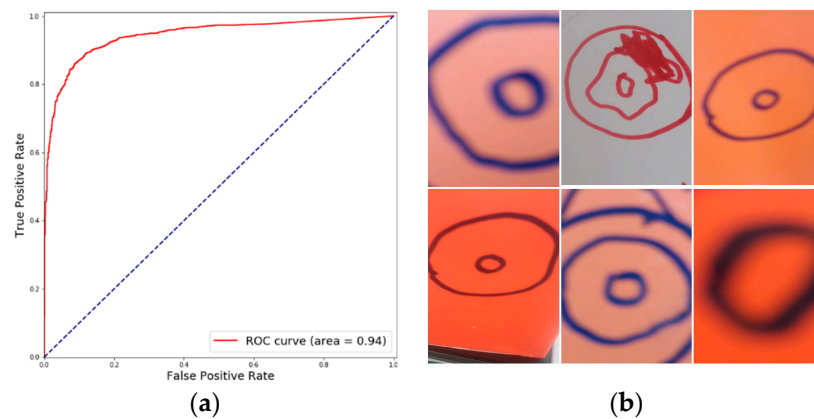 1.0
0.8
0.6
0.4
0.2
0.0
True Positive Rate
0.0 0.2 0.4 0.6 0.8 1.0
False Positive Rate
ROC curve (area = 0.94)
(a)
(b)